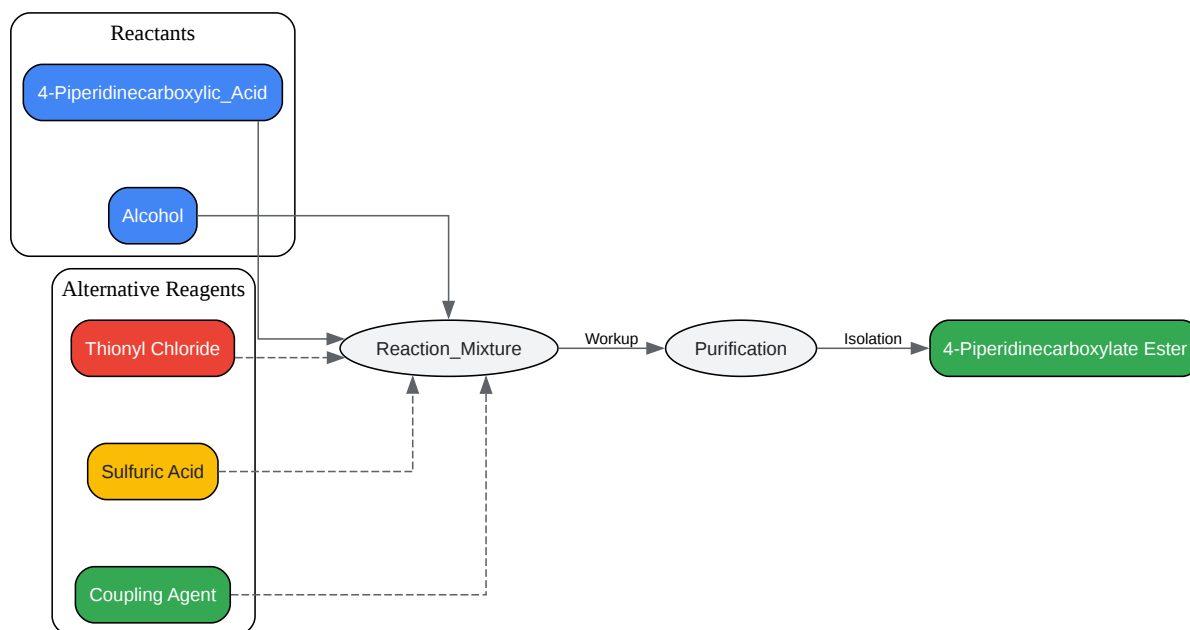 Reactants
4-Piperidinecarboxylic_Acid
Alcohol
Alternative Reagents
Thionyl Chloride
Sulfuric Acid
Coupling Agent
Reaction_Mixture
Workup
Purification
Isolation
4-Piperidinecarboxylate Ester